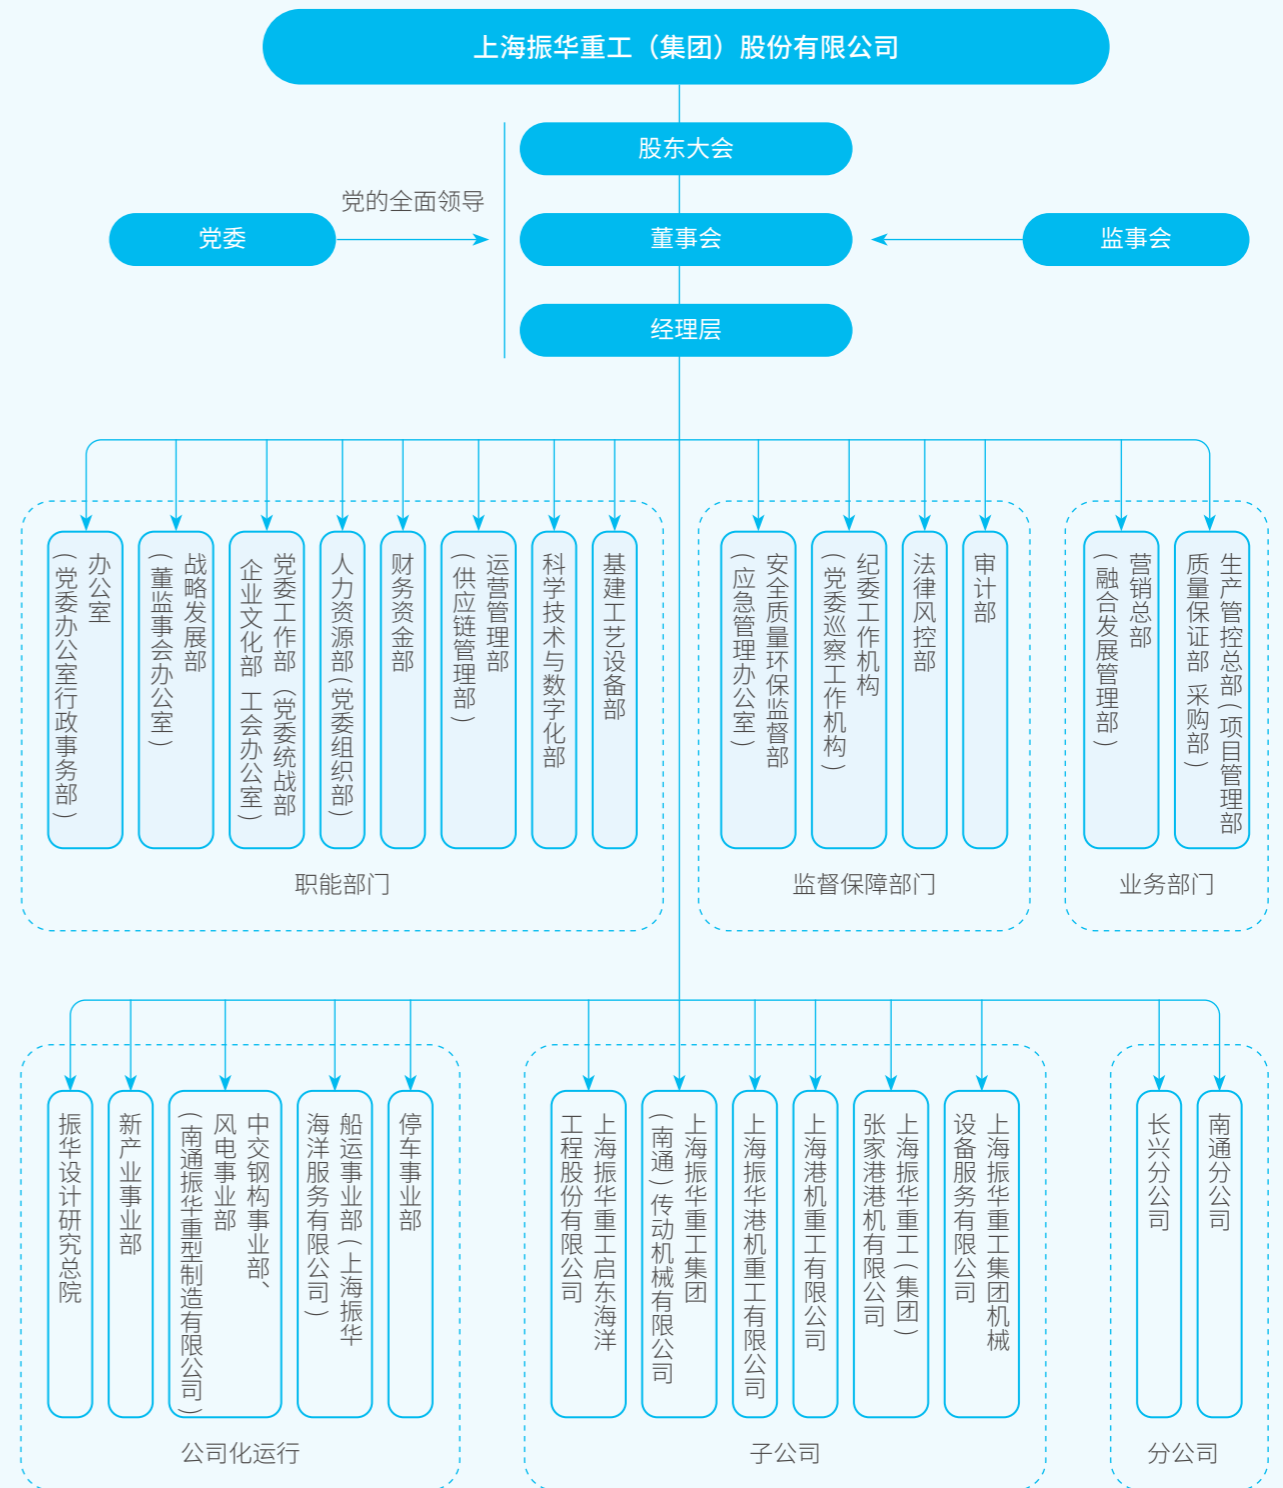 上海振华重工（集团）股份有限公司
股东大会
党的全面领导
党委
董事会
监事会
经理层
办公室
（党委办公室行政事务部）
战略发展部
（董监事会办公室）
党委工作部（党委统战部
企业文化部 工会办公室）
人力资源部（党委组织部）
财务资金部
运营管理部
（供应链管理部）
科学技术与数字化部
基建工艺设备部
职能部门
安全质量环保监督部
（应急管理办公室）
纪委工作机构
（党委巡察工作机构）
法律风控部
审计部
监督保障部门
营销总部
（融合发展管理部）
生产管控总部（项目管理部
质量保证部 采购部）
业务部门
振华设计研究总院
新产业事业部
中交钢构事业部、
风电事业部
（南通振华重型制造有限公司）
船运事业部（上海振华
海洋服务有限公司）
停车事业部
公司化运行
上海振华重工启东海洋
工程股份有限公司
上海振华重工集团
（南通）传动机械有限公司
上海振华港机重工有限公司
上海港机重工有限公司
上海振华重工（集团）
张家港港机有限公司
上海振华重工集团机械
设备服务有限公司
子公司
长兴分公司
南通分公司
分公司